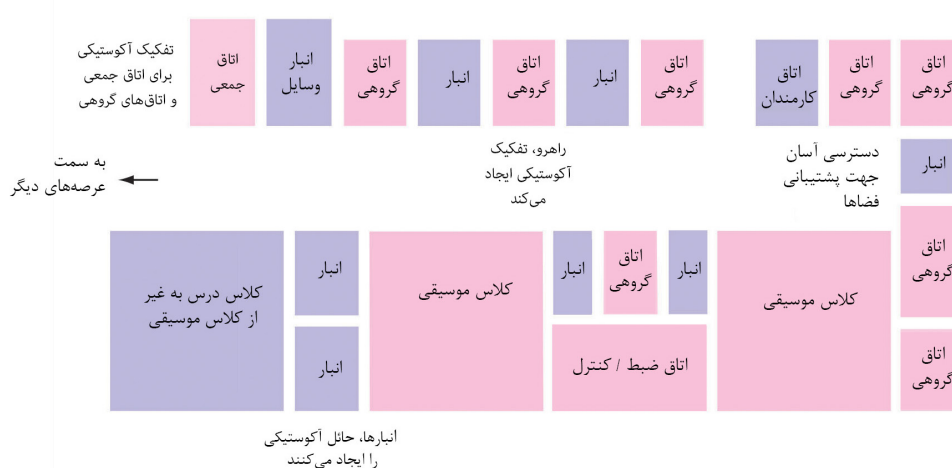 اتاق
گروهی
اتاق
گروهی
اتاق
کارمندان
اتاق
گروهی
انبار
اتاق
گروهی
انبار
اتاق
گروهی
انبار
وسایل
اتاق
جمعی
تفکیک آکوستیکی
برای اتاق جمعی
و اتاق‌های گروهی
انبار
دسترسی آسان
جهت پشتیبانی
فضاها
راهرو، تفکیک
آکوستیکی ایجاد
می‌کند
به سمت
عرصه‌های دیگر
اتاق
گروهی
کلاس موسیقی
انبار
اتاق
گروهی
انبار
کلاس موسیقی
انبار
کلاس درس به غیر
از کلاس موسیقی
اتاق
گروهی
اتاق ضبط / کنترل
انبار
انبارها، حائل آکوستیکی
را ایجاد می‌کنند